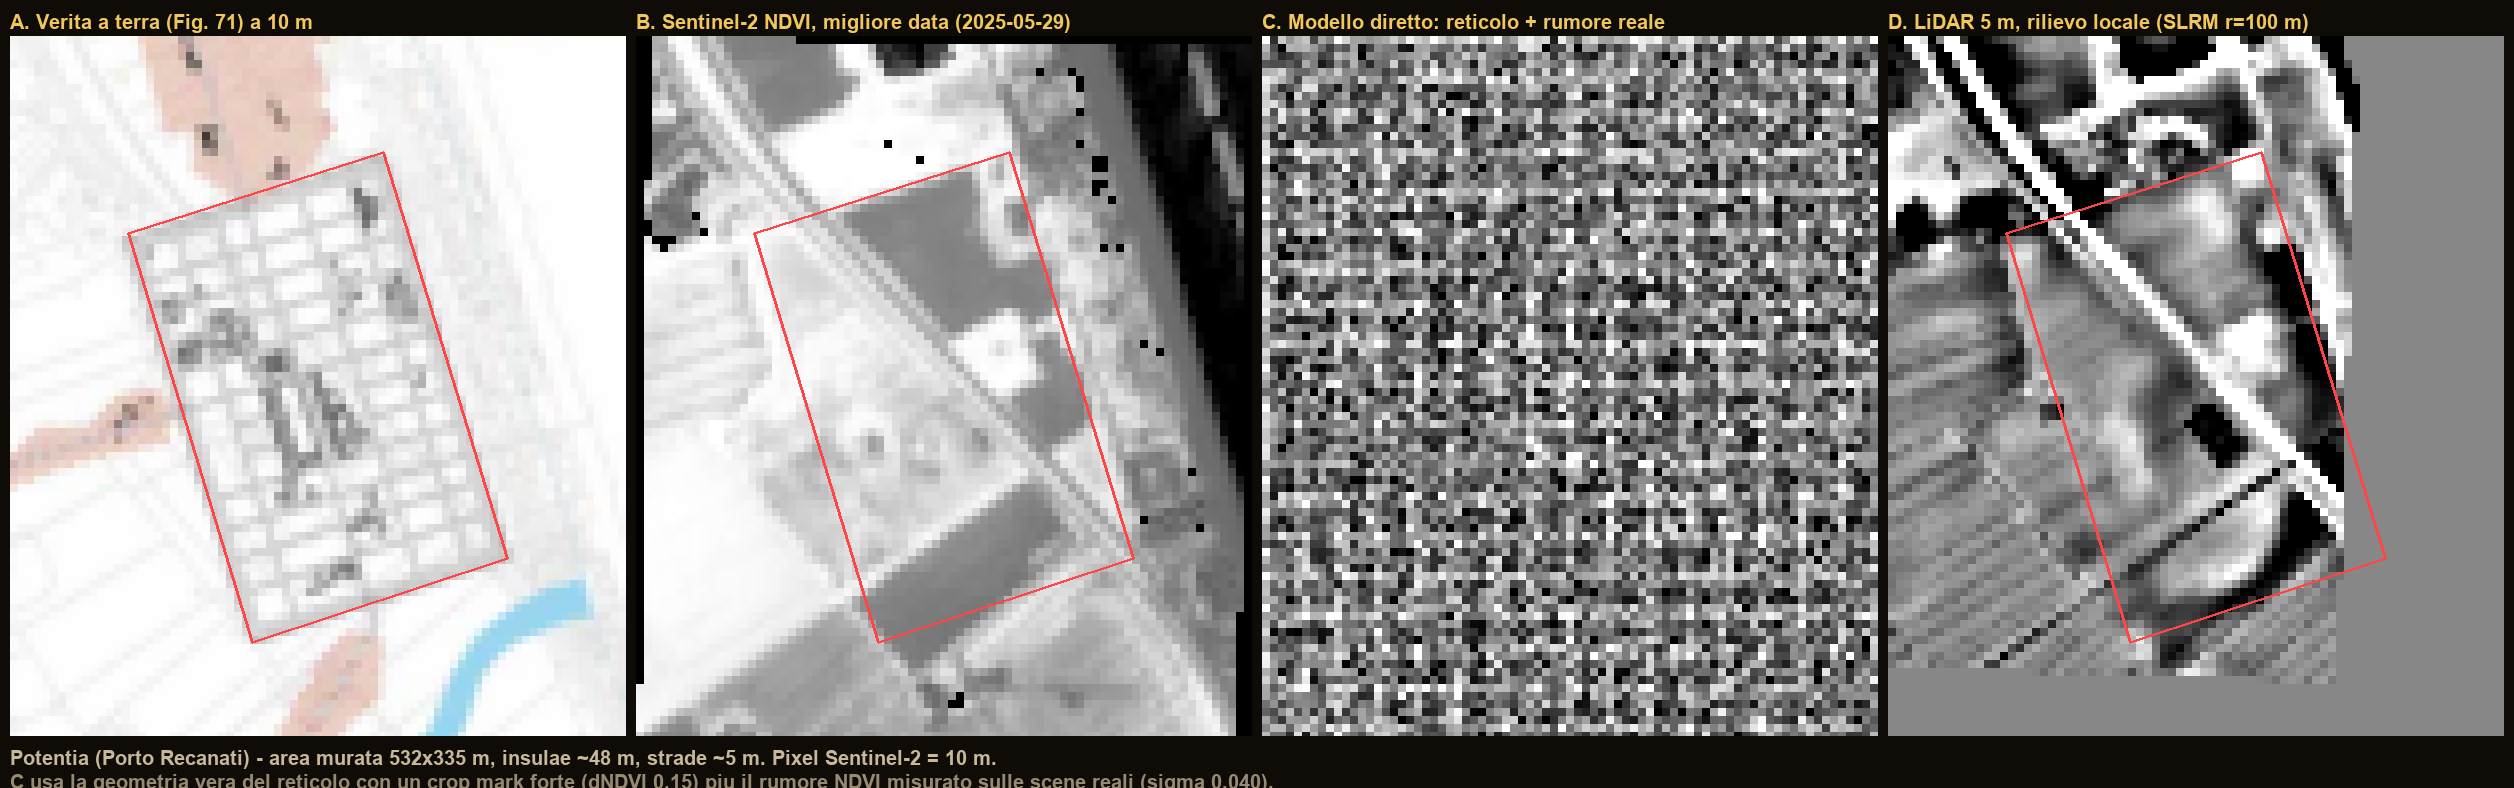 A. Verita a terra (Fig. 71) a 10 m
B. Sentinel-2 NDVI, migliore data (2025-05-29)
C. Modello diretto: reticolo + rumore reale
D. LiDAR 5 m, rilievo locale (SLRM r=100 m)
Potentia (Porto Recanati) - area murata 532x335 m, insulae ~48 m, strade ~5 m. Pixel Sentinel-2 = 10 m.
C usa la geometria vera del reticolo con un crop mark forte (dNDVI 0.15) piu il rumore NDVI misurato sulle scene reali (sigma 0.040).